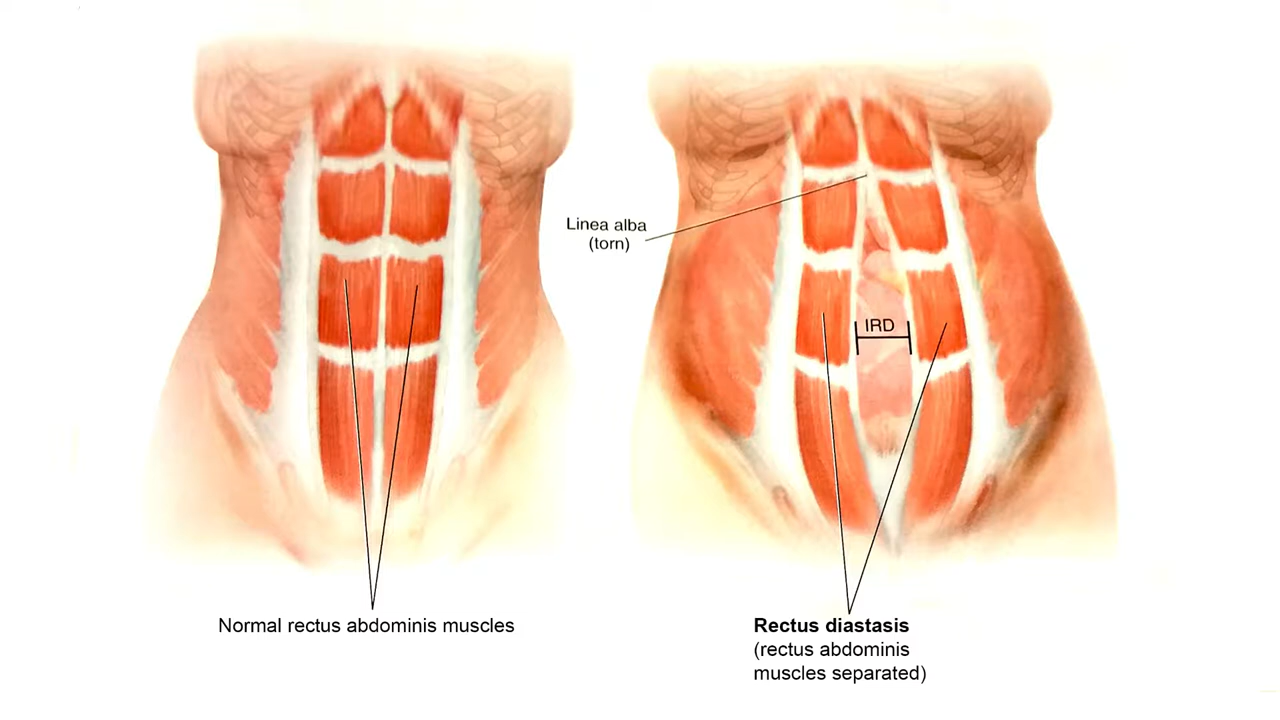 Linea alba
(torn)
IRD
Normal rectus abdominis muscles
Rectus diastasis
(rectus abdominis
muscles separated)